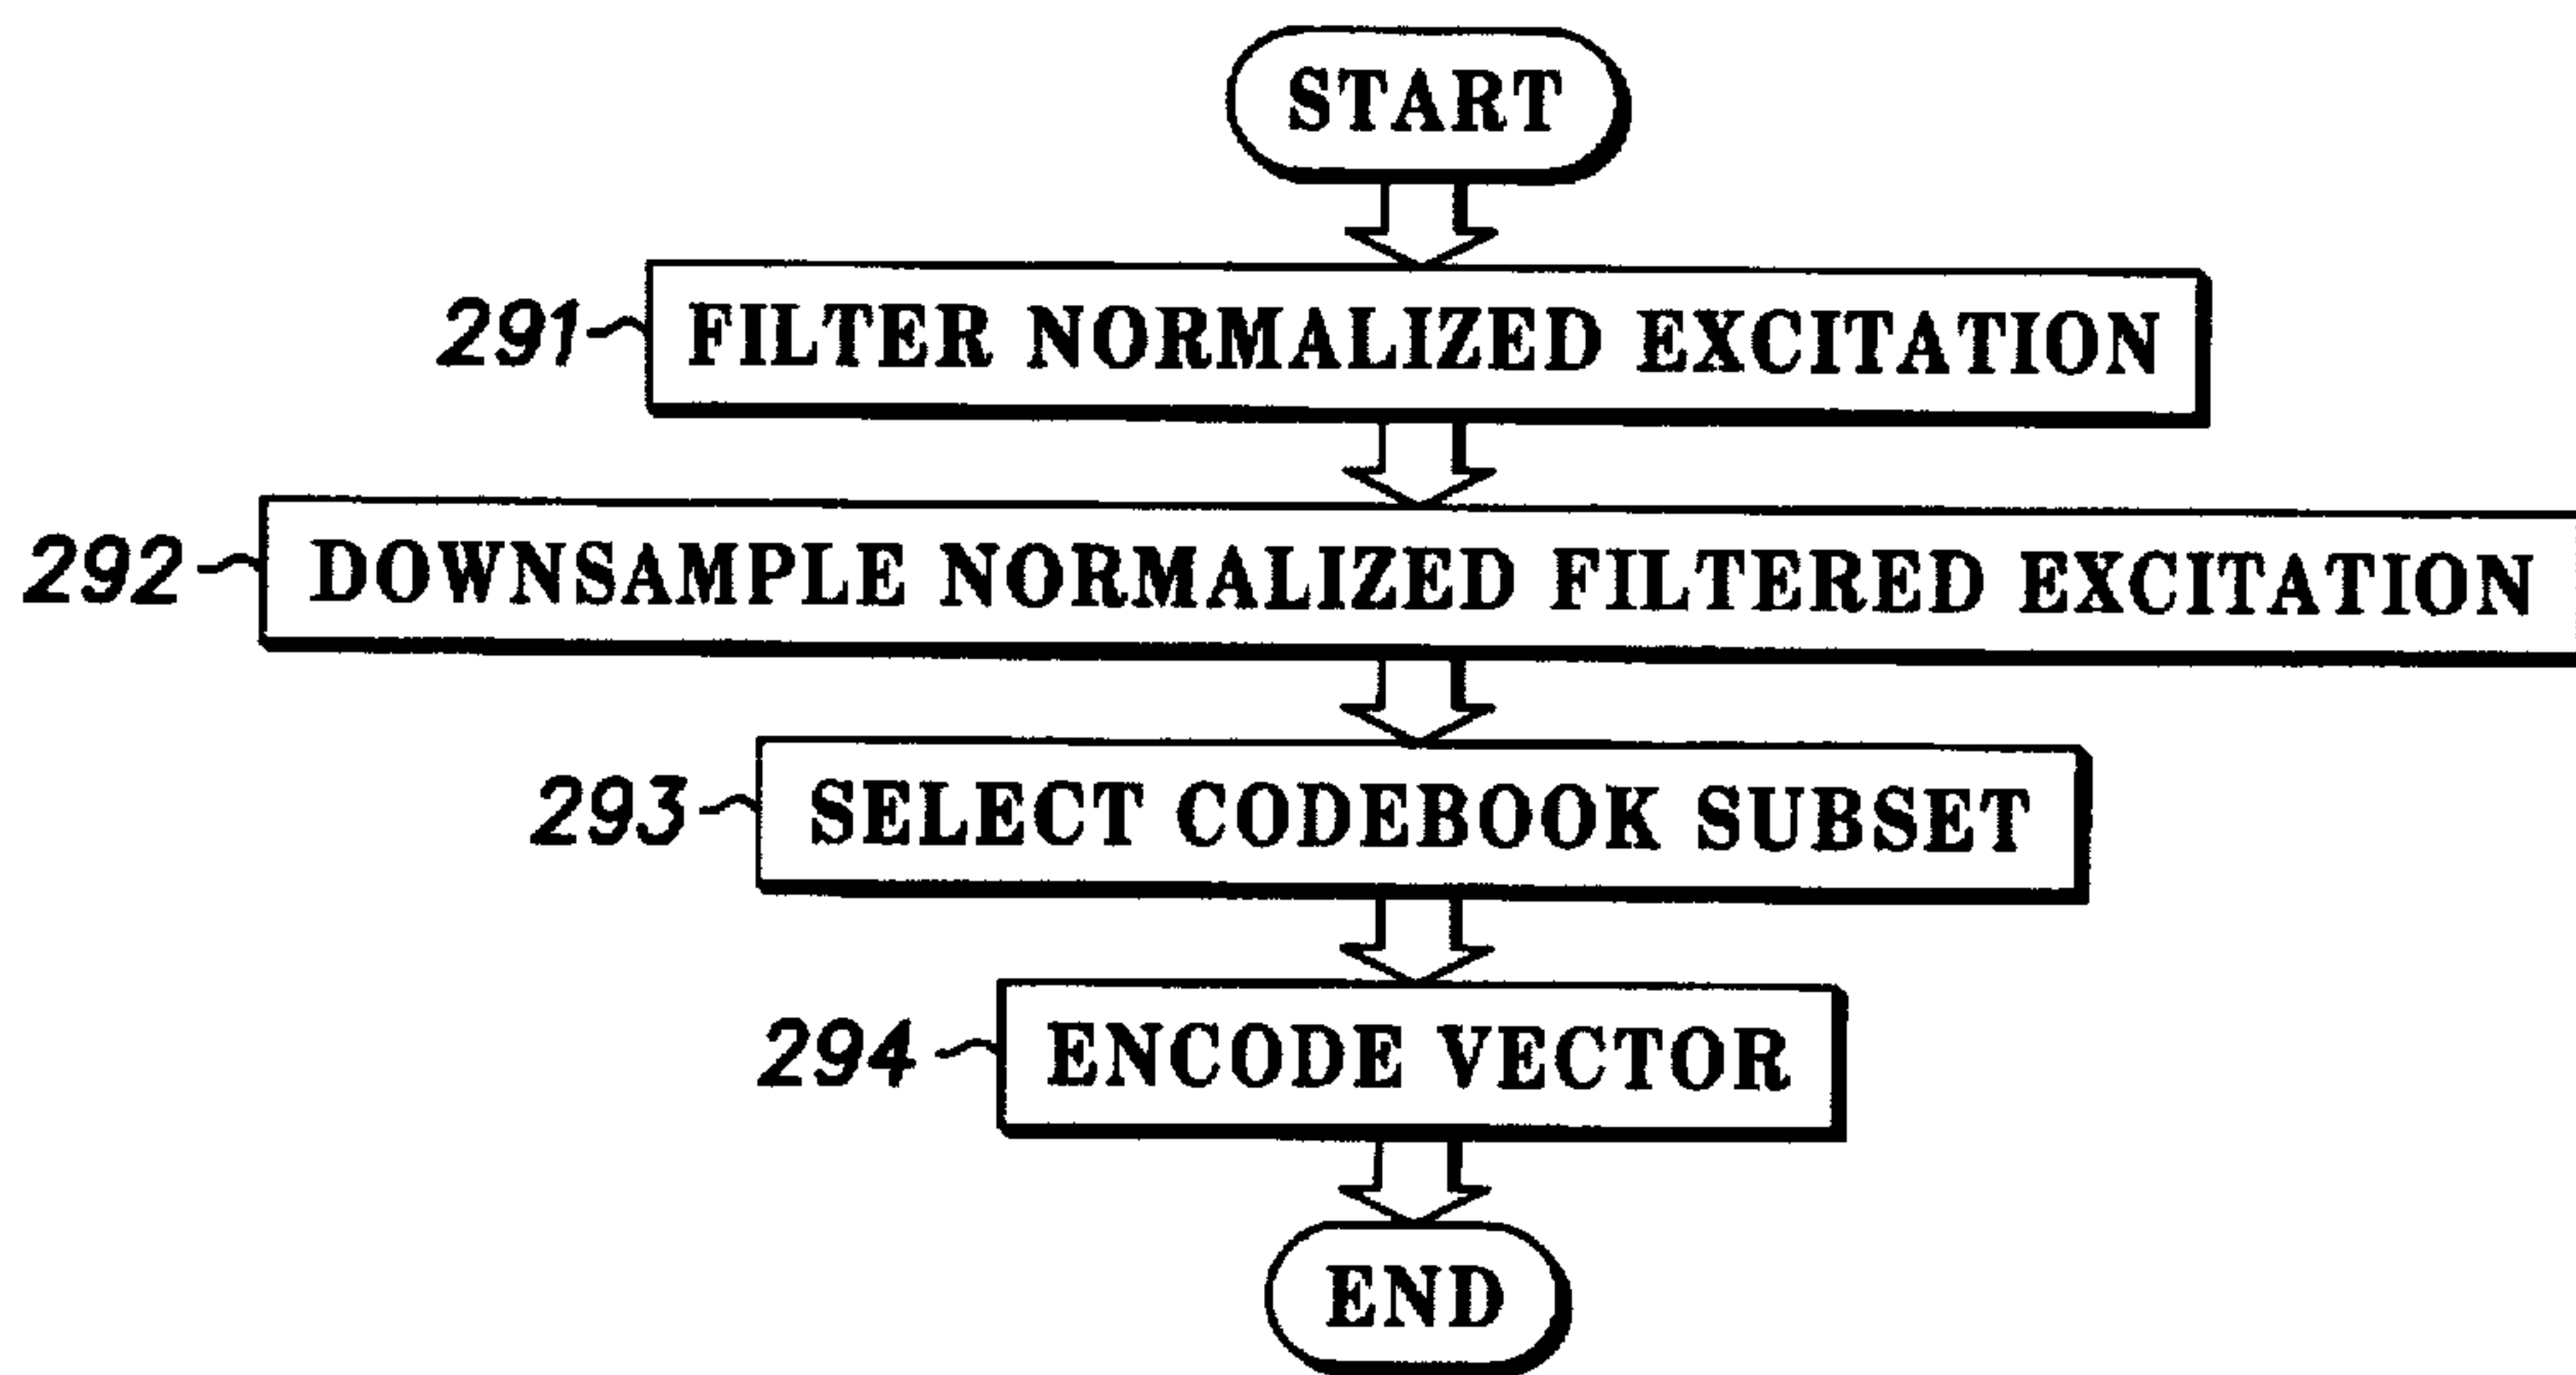 START
291 FILTER NORMALIZED EXCITATION
292 DOWNSAMPLE NORMALIZED FILTERED EXCITATION
293 SELECT CODEBOOK SUBSET
294 ENCODE VECTOR
END